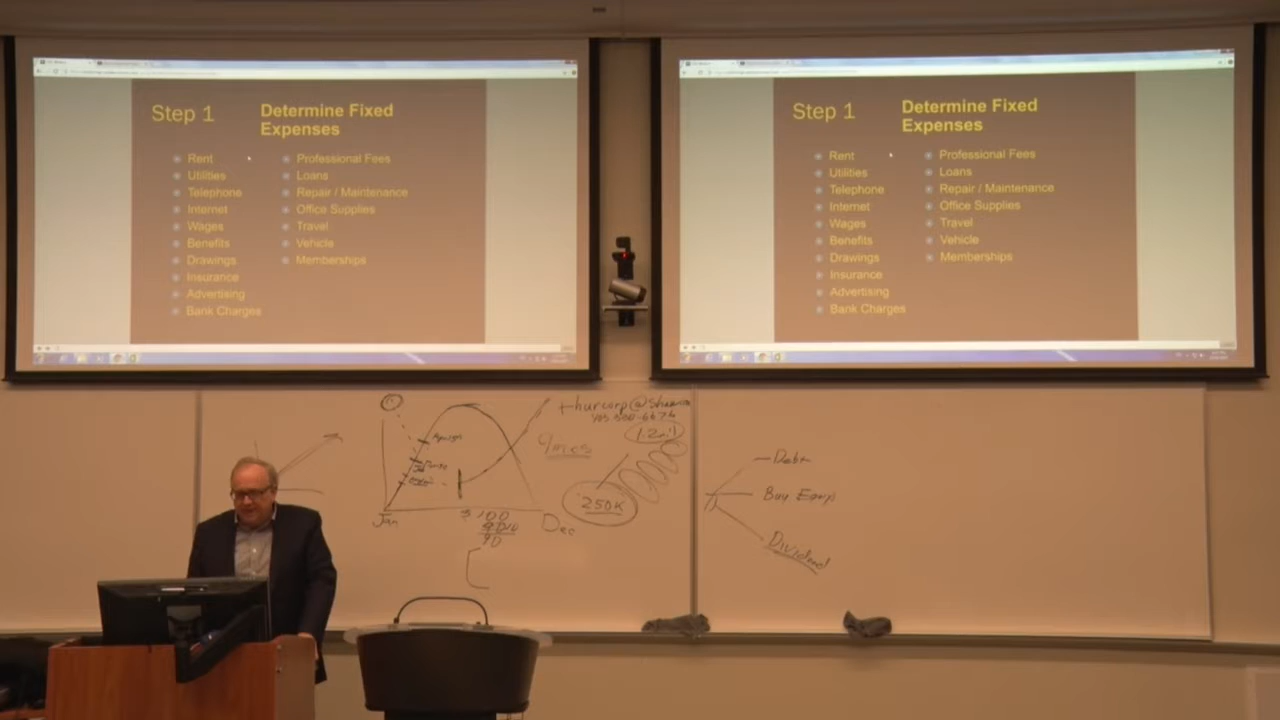 Step 1
Determine Fixed
Expenses
Rent
Utilities
Telephone
Internet
Wages
Benefits
Drawings
Insurance
Advertising
Bank Charges
Professional Fees
Loans
Repair / Maintenance
Office Supplies
Travel
Vehicle
Memberships
Step 1
Determine Fixed
Expenses
Rent
Utilities
Telephone
Internet
Wages
Benefits
Drawings
Insurance
Advertising
Bank Charges
Professional Fees
Loans
Repair / Maintenance
Office Supplies
Travel
Vehicle
Memberships
Jan
Dec
90
250K
Debt
Buy
Dividend